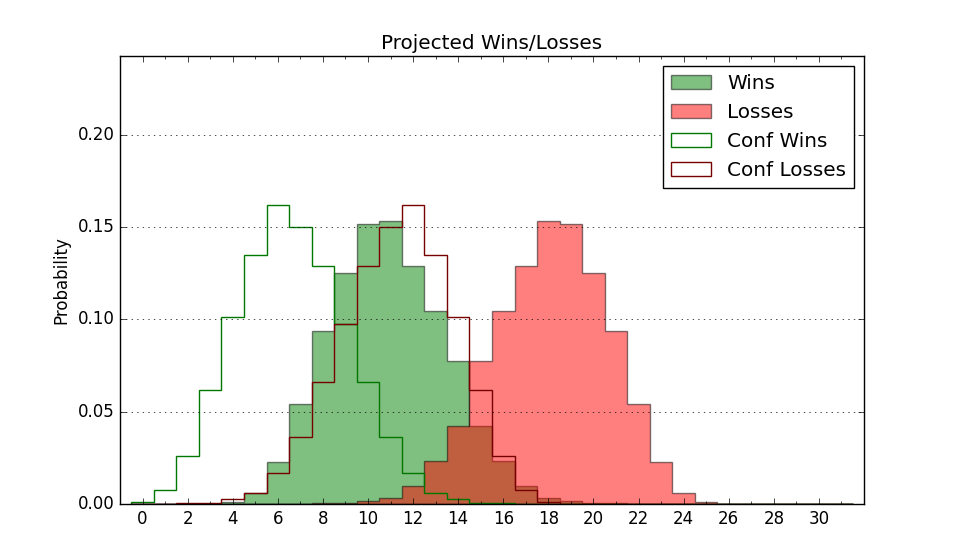 Projected Wins/Losses
Wins
Losses
Conf Wins
Conf Losses
Probability
0.20
0.15
0.10
0.05
0.00
0 2 4 6 8 10 12 14 16 18 20 22 24 26 28 30